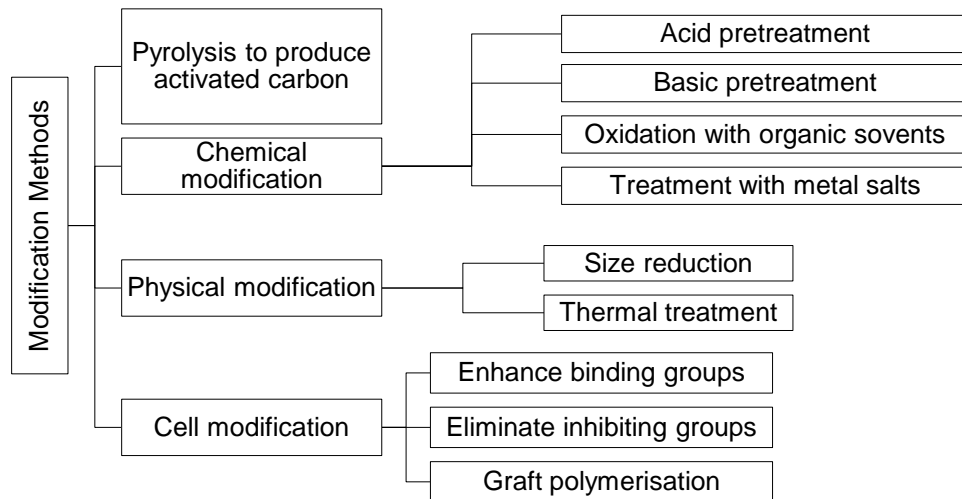 Modification Methods
Pyrolysis to produce
activated carbon
Chemical
modification
Acid pretreatment
Basic pretreatment
Oxidation with organic sovents
Treatment with metal salts
Physical modification
Size reduction
Thermal treatment
Cell modification
Enhance binding groups
Eliminate inhibiting groups
Graft polymerisation